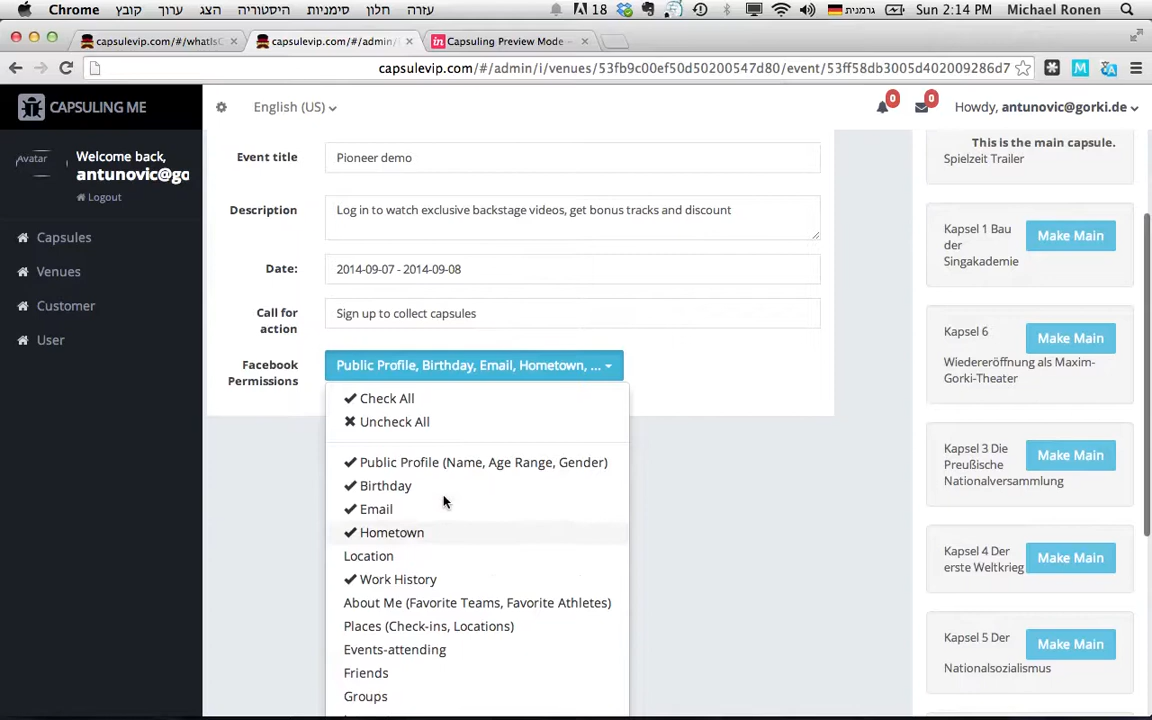 Chrome קובץ ערוך הצג היסטוריה סימניות חלון עזרה 18 גרמנית Sun 2:14 PM Michael Ronen
capsulevip.com/#/whatIsC capsulevip.com/#/admin/ in Capsuling Preview Mode
capsulevip.com/#/admin/i/venues/53fb9c00ef50d50200547d80/event/53ff58db3005d402009286d7
CAPSULING ME
English (US)
0
0
Howdy, antunovic@gorki.de
Avatar
Welcome back,
antunovic@go
Logout
Capsules
Venues
Customer
User
Event title
Pioneer demo
Description
Log in to watch exclusive backstage videos, get bonus tracks and discount
Date:
2014-09-07 - 2014-09-08
Call for
action
Sign up to collect capsules
Facebook
Permissions
Public Profile, Birthday, Email, Hometown, ...
Check All
Uncheck All
Public Profile (Name, Age Range, Gender)
Birthday
Email
Hometown
Location
Work History
About Me (Favorite Teams, Favorite Athletes)
Places (Check-ins, Locations)
Events-attending
Friends
Groups
This is the main capsule.
Spielzeit Trailer
Kapsel 1 Bau
der
Singakademie
Make Main
Kapsel 6
Wiedereröffnung als Maxim-
Gorki-Theater
Make Main
Kapsel 3 Die
Preußische
Nationalversammlung
Make Main
Kapsel 4 Der
erste Weltkrieg
Make Main
Kapsel 5 Der
Nationalsozialismus
Make Main